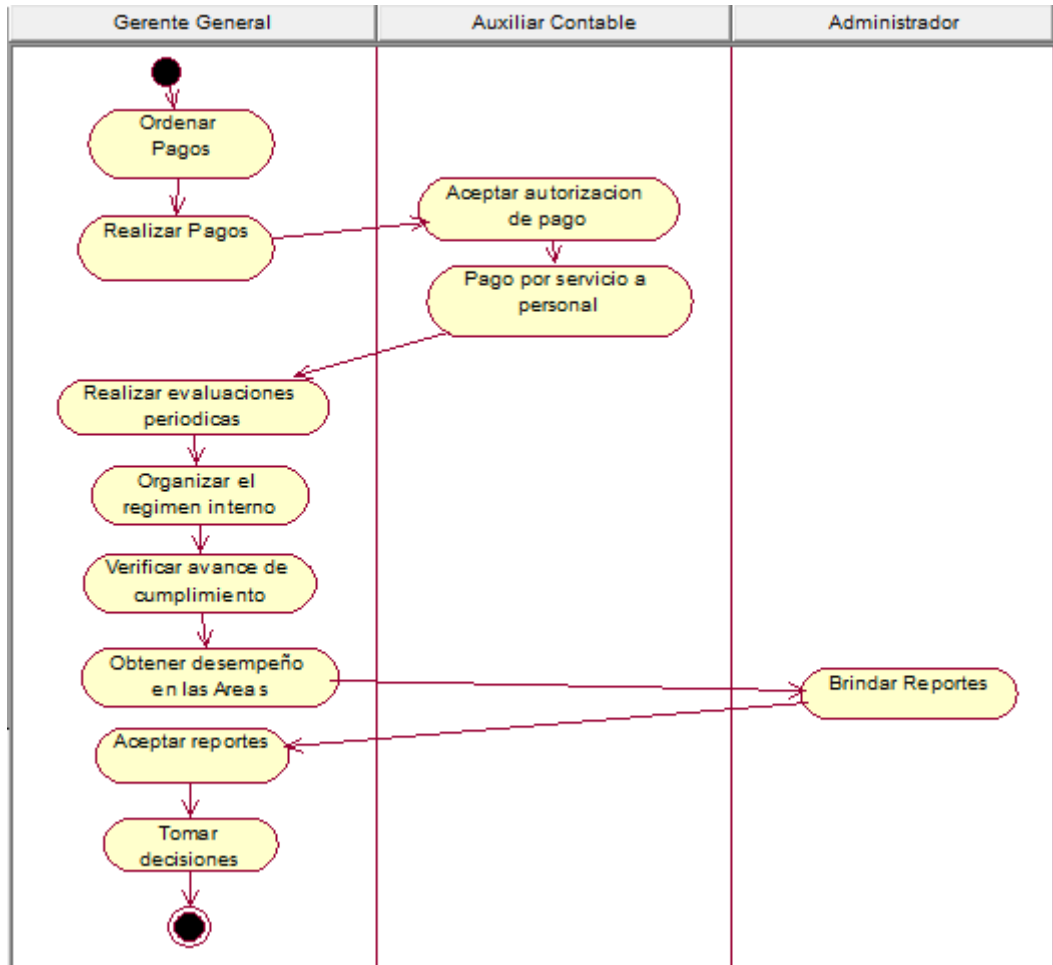 Gerente General
Auxiliar Contable
Administrador
Ordenar
Pagos
Realizar Pagos
Aceptar autorizacion
de pago
Pago por servicio a
personal
Realizar evaluaciones
periodicas
Organizar el
regimen interno
Verificar avance de
cumplimiento
Obtener desempeño
en las Areas
Brindar Reportes
Aceptar reportes
Tomar
decisiones